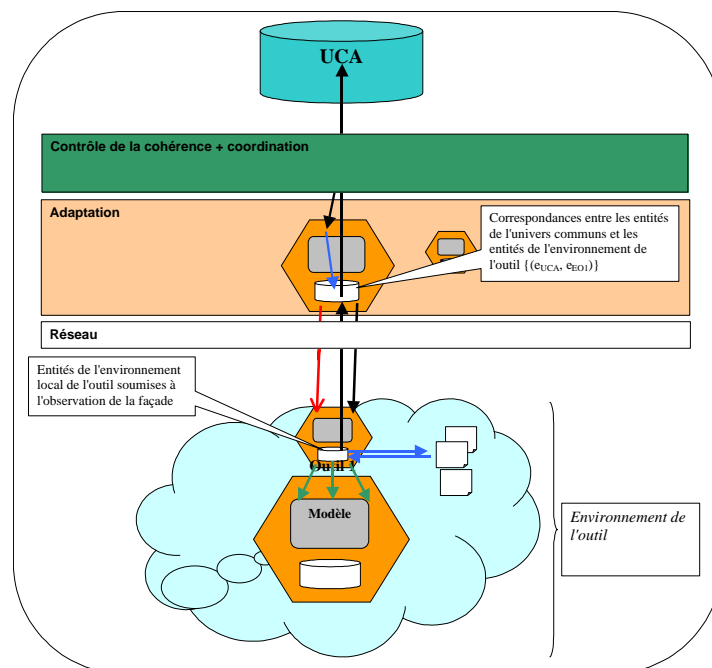 UCA
Contrôle de la cohérence + coordination
Adaptation
Correspondances entre les entités
de l'univers communs et les
entités de l'environnement de
l'outil {(eUCA, eEO1)}
Réseau
Entités de l'environnement
local de l'outil soumises à
l'observation de la façade
Outil 1
Modèle
Environnement de
l'outil